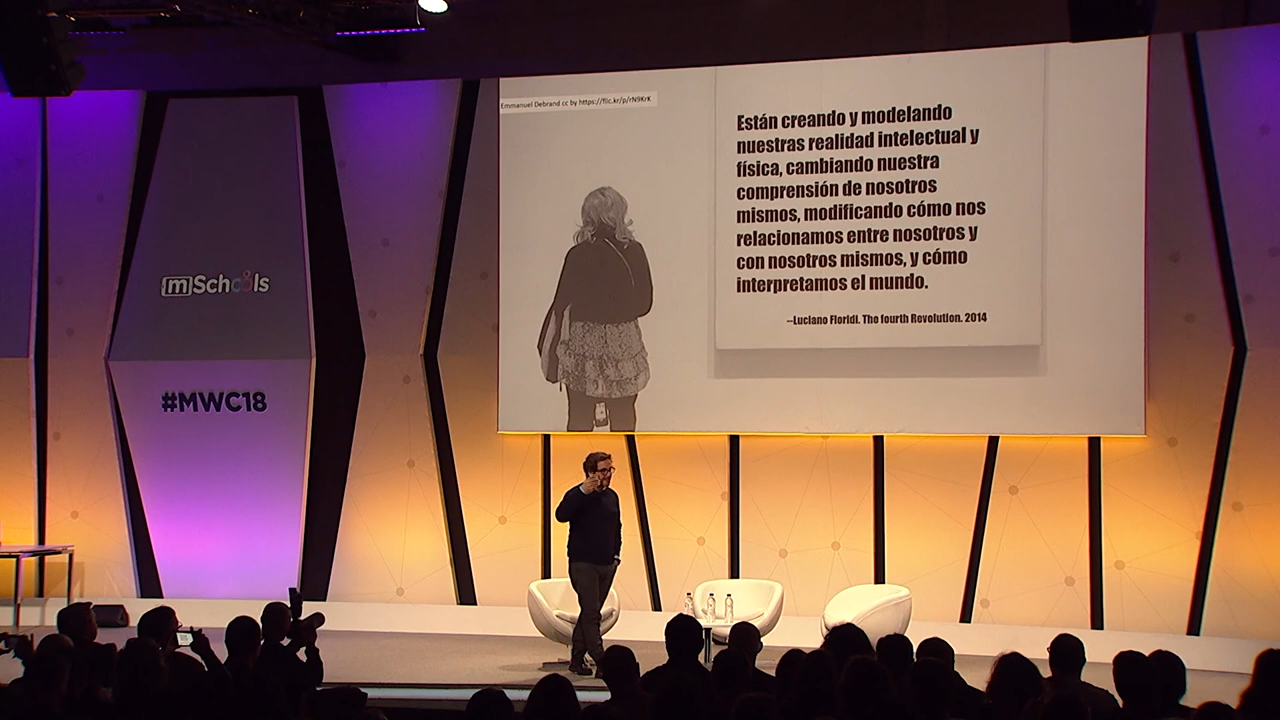 Emmanuel Debrand cc by https://flic.kr/p/rN9KrK
Están creando y modelando
nuestras realidad intelectual y
física, cambiando nuestra
comprensión de nosotros
mismos, modificando cómo nos
relacionamos entre nosotros y
con nosotros mismos, y cómo
interpretamos el mundo.
--Luciano Floridi. The fourth Revolution. 2014
mSchools
#MWC18